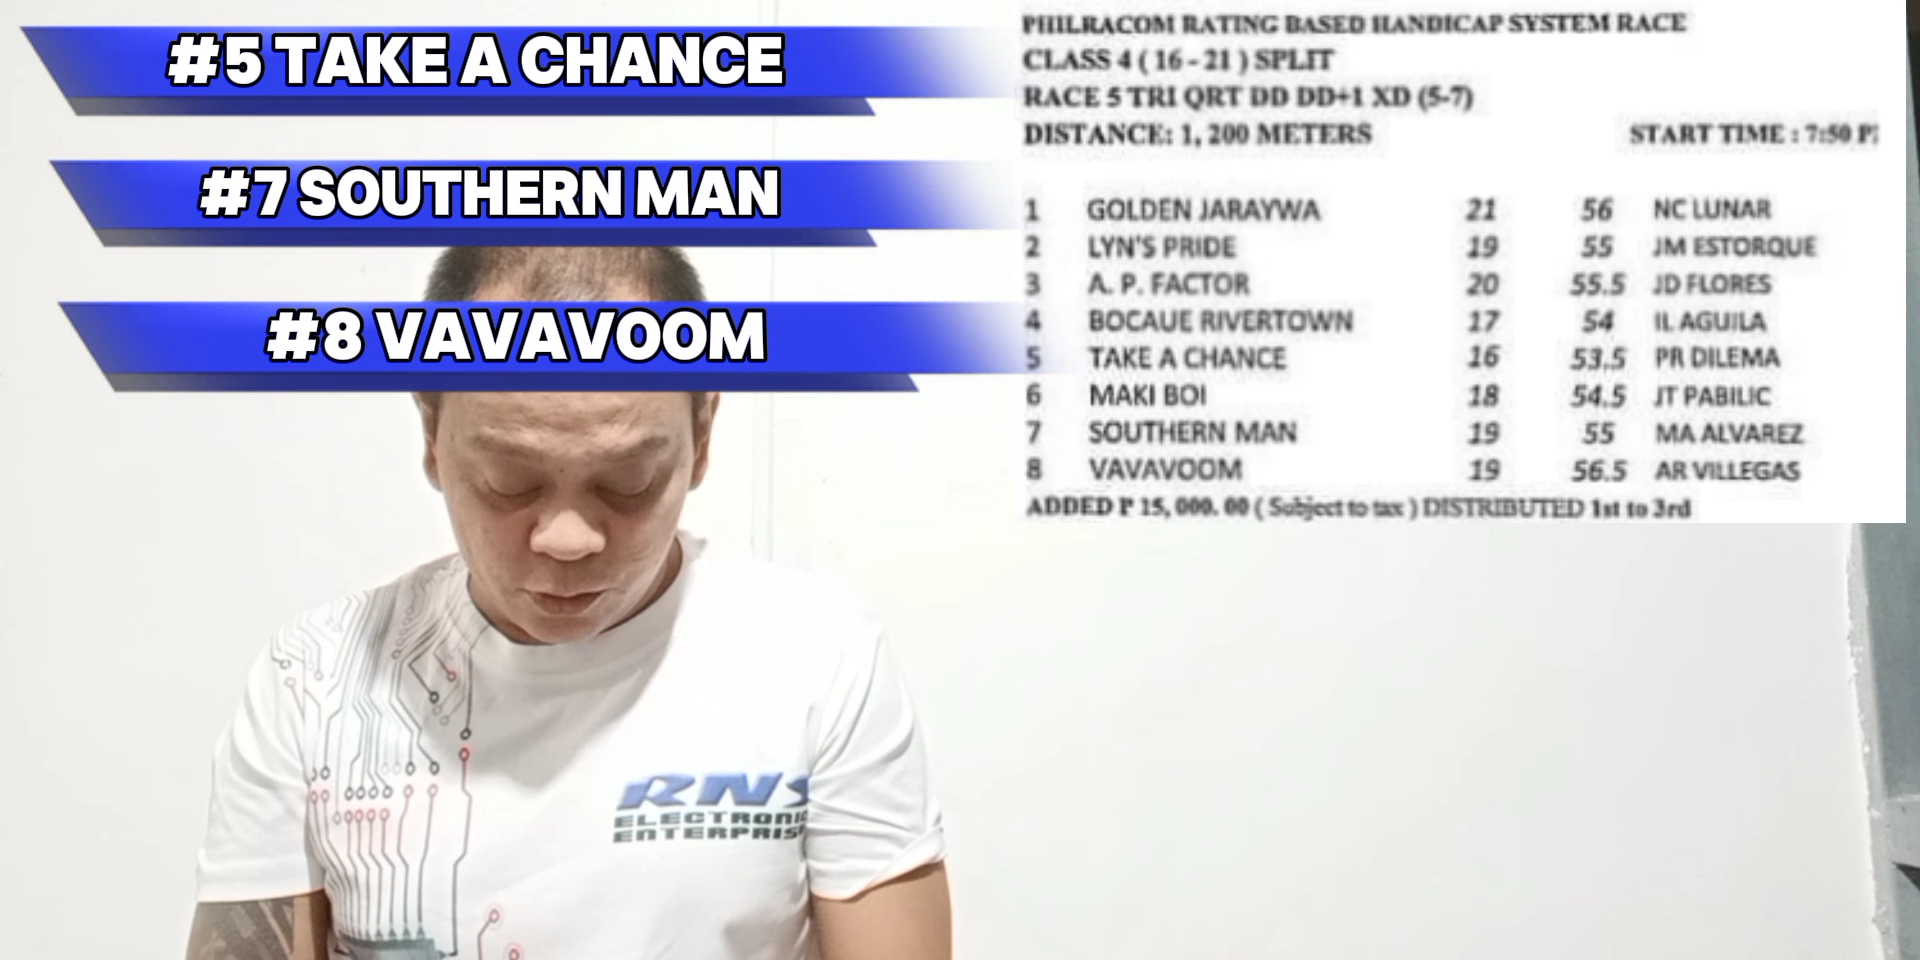 #5 TAKE A CHANCE
#7 SOUTHERN MAN
#8 VAVAVOOM
PHILRACOM RATING BASED HANDICAP SYSTEM RACE
CLASS 4 ( 16 - 21 ) SPLIT
RACE 5 TRI QRT DD DD+1 XD (5-7)
DISTANCE: 1, 200 METERS START TIME : 7:50 P
1 GOLDEN JARAYWA 21 56 NC LUNAR
2 LYN'S PRIDE 19 55 JM ESTORQUE
3 A. P. FACTOR 20 55.5 JD FLORES
4 BOCAUE RIVERTOWN 17 54 IL AGUILA
5 TAKE A CHANCE 16 53.5 PR DILEMA
6 MAKI BOI 18 54.5 JT PABILIC
7 SOUTHERN MAN 19 55 MA ALVAREZ
8 VAVAVOOM 19 56.5 AR VILLEGAS
ADDED P 15, 000. 00 ( Subject to tax ) DISTRIBUTED 1st to 3rd
RNS
ELECTRONIC
ENTERPRIS